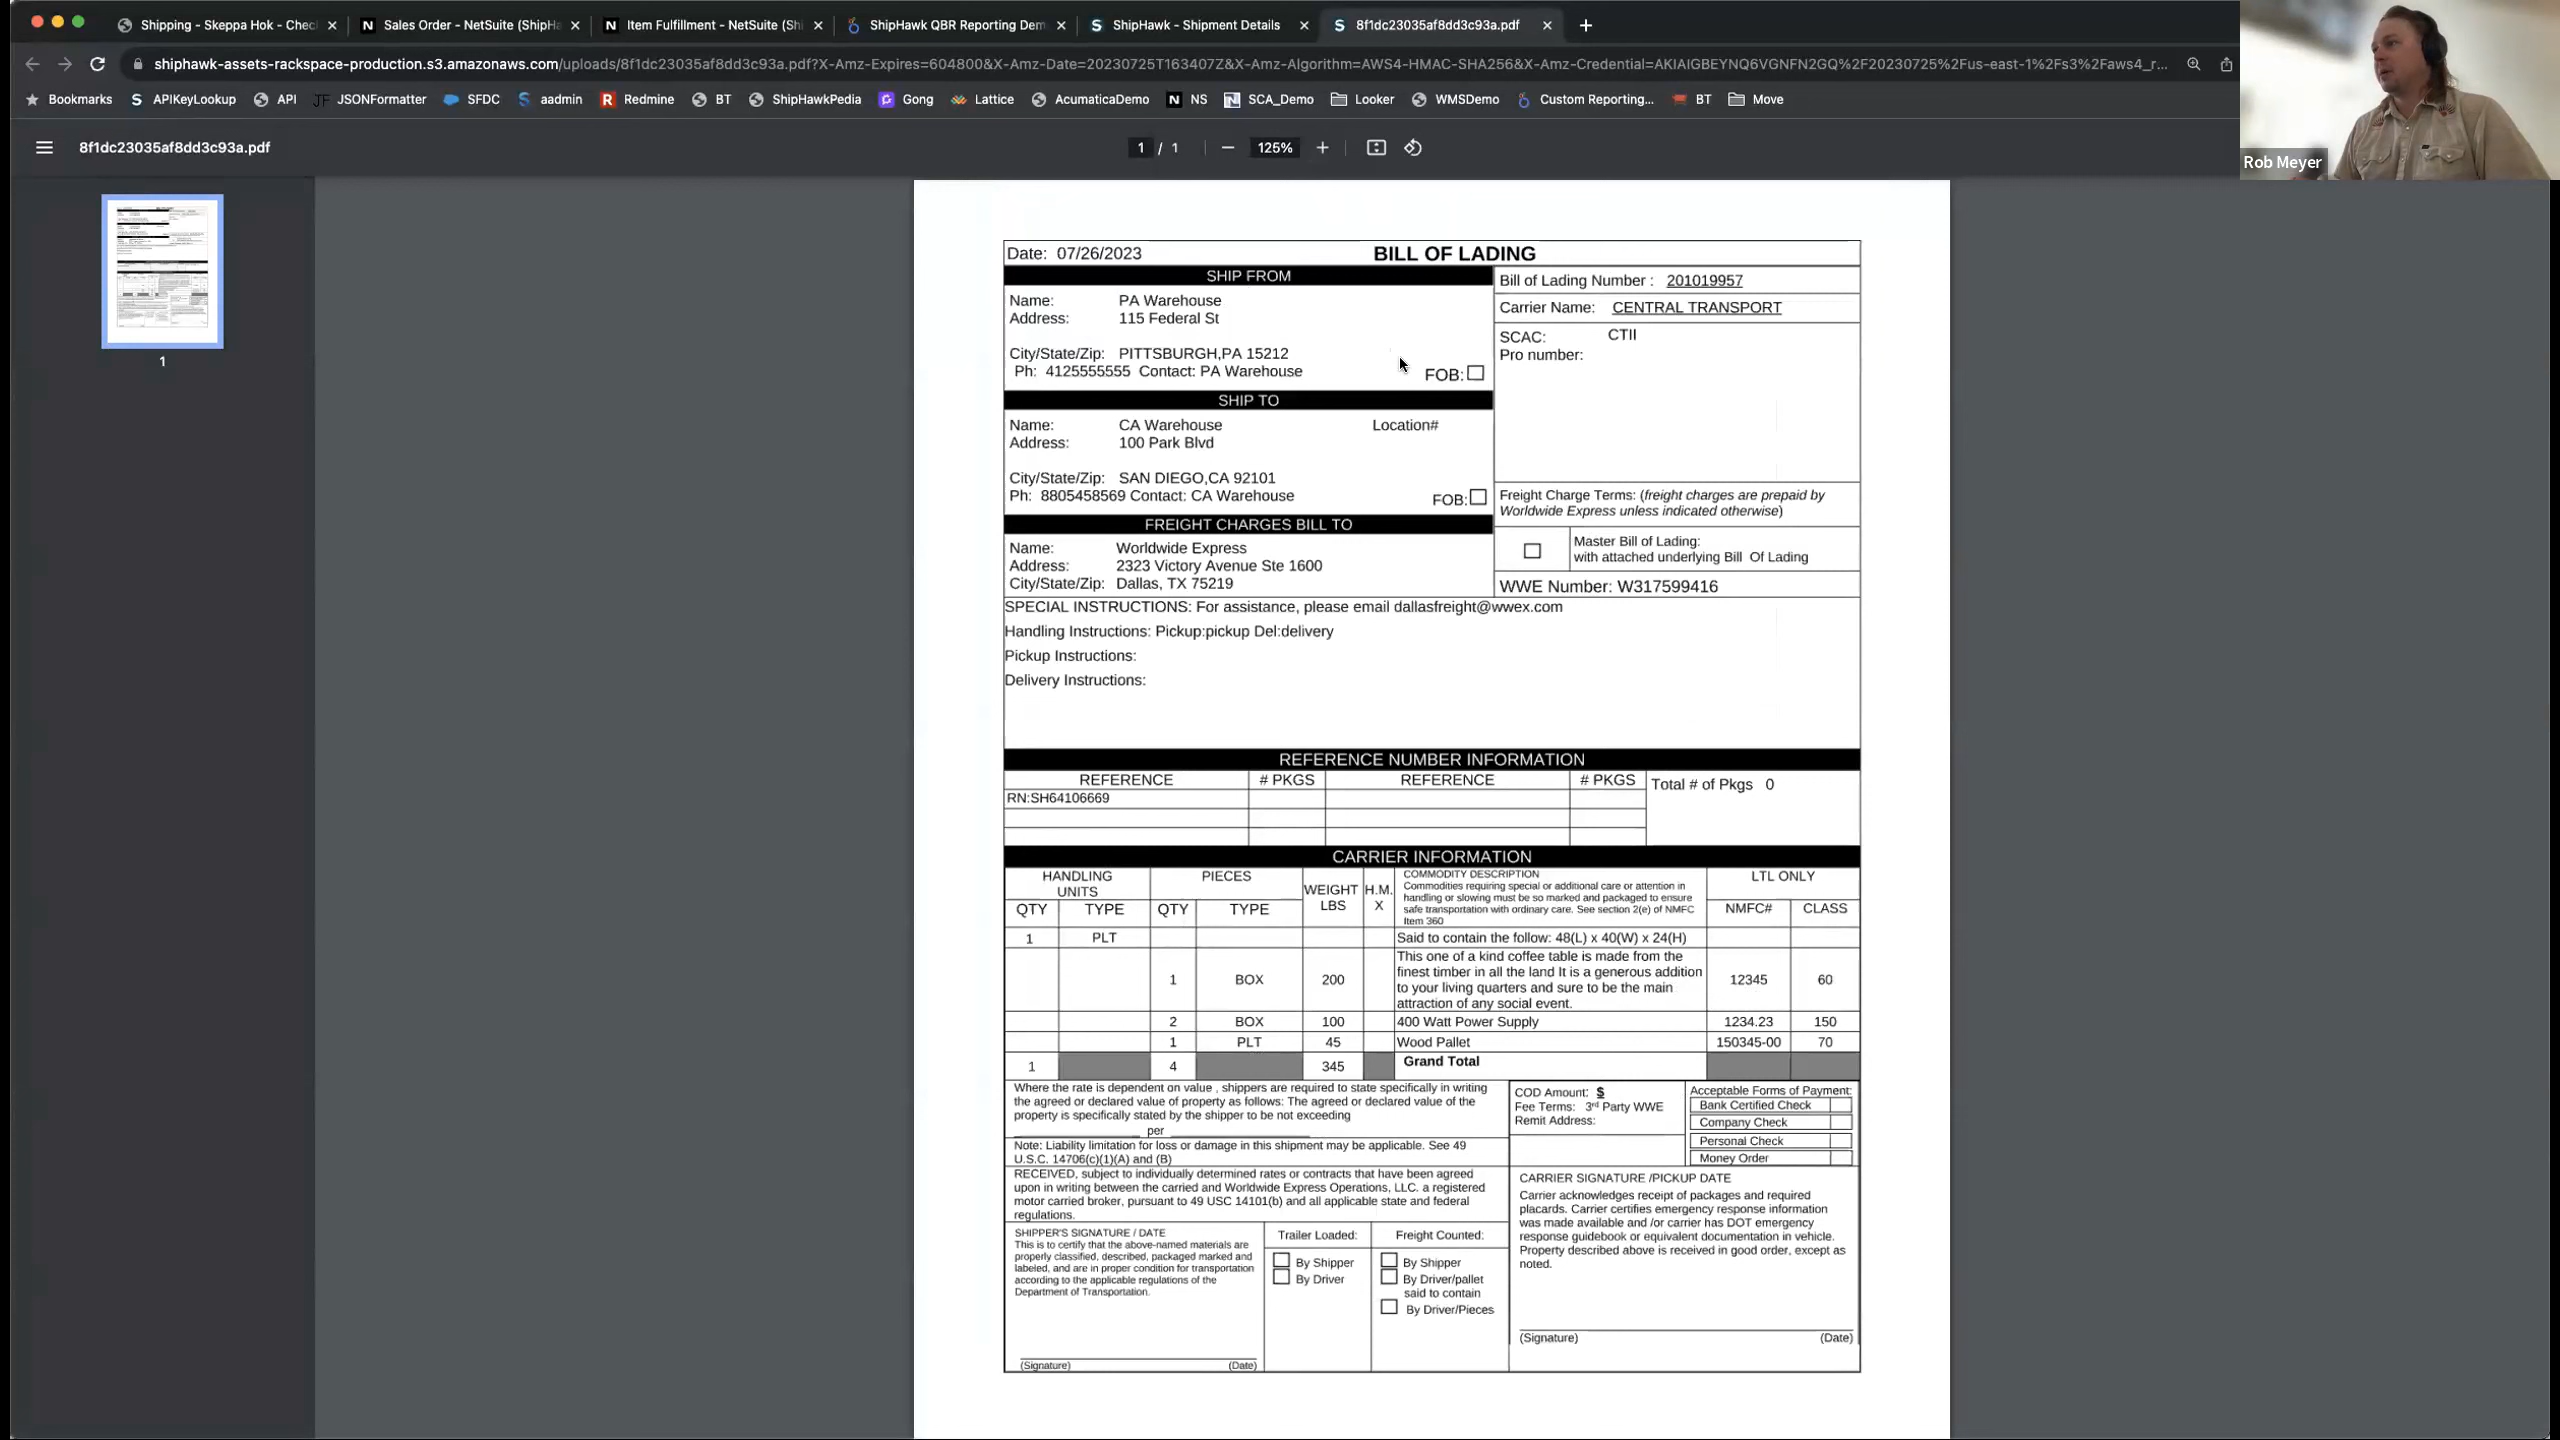 Shipping - Skeppa Hok - Chec
Sales Order - NetSuite (ShipHa
Item Fulfillment - NetSuite (Shi
ShipHawk QBR Reporting Dem
ShipHawk - Shipment Details
8f1dc23035af8dd3c93a.pdf
shiphawk-assets-rackspace-production.s3.amazonaws.com/uploads/8f1dc23035af8dd3c93a.pdf?X-Amz-Expires=604800&X-Amz-Date=20230725T163407Z&X-Amz-Algorithm=AWS4-HMAC-SHA256&X-Amz-Credential=AKIAIGBEYNQ6VGNFN2GQ%2F20230725%2Fus-east-1%2Fs3%2Faws4_r...
Bookmarks APIKeyLookup API JSONFormatter SFDC aadmin Redmine BT ShipHawkPedia Gong Lattice AcumaticaDemo NS SCA_Demo Looker WMSDemo Custom Reporting... BT Move
Rob Meyer
8f1dc23035af8dd3c93a.pdf
1 / 1
125%
1
Date: 07/26/2023
BILL OF LADING
SHIP FROM
Name: PA Warehouse
Address: 115 Federal St
City/State/Zip: PITTSBURGH,PA 15212
Ph: 4125555555 Contact: PA Warehouse
FOB:
Bill of Lading Number : 201019957
Carrier Name: CENTRAL TRANSPORT
SCAC: CTII
Pro number:
SHIP TO
Name: CA Warehouse Location#
Address: 100 Park Blvd
City/State/Zip: SAN DIEGO,CA 92101
Ph: 8805458569 Contact: CA Warehouse
FOB:
Freight Charge Terms: (freight charges are prepaid by
Worldwide Express unless indicated otherwise)
FREIGHT CHARGES BILL TO
Name: Worldwide Express
Address: 2323 Victory Avenue Ste 1600
City/State/Zip: Dallas, TX 75219
Master Bill of Lading:
with attached underlying Bill Of Lading
WWE Number: W317599416
SPECIAL INSTRUCTIONS: For assistance, please email dallasfreight@wwex.com
Handling Instructions: Pickup:pickup Del:delivery
Pickup Instructions:
Delivery Instructions:
REFERENCE NUMBER INFORMATION
REFERENCE # PKGS REFERENCE # PKGS Total # of Pkgs 0
RN:SH64106669
CARRIER INFORMATION
HANDLING
UNITS
PIECES
WEIGHT
LBS
H.M.
X
COMMODITY DESCRIPTION
Commodities requiring special or additional care or attention in
handling or slowing must be so marked and packaged to ensure
safe transportation with ordinary care. See section 2(e) of NMFC
Item 360
LTL ONLY
QTY TYPE QTY TYPE NMFC# CLASS
1 PLT Said to contain the follow: 48(L) x 40(W) x 24(H)
This one of a kind coffee table is made from the
finest timber in all the land It is a generous addition
to your living quarters and sure to be the main
attraction of any social event.
1 BOX 200 12345 60
2 BOX 100 400 Watt Power Supply 1234.23 150
1 PLT 45 Wood Pallet 150345-00 70
1 4 345 Grand Total
Where the rate is dependent on value , shippers are required to state specifically in writing
the agreed or declared value of property as follows: The agreed or declared value of the
property is specifically stated by the shipper to be not exceeding
per
Note: Liability limitation for loss or damage in this shipment may be applicable. See 49
U.S.C. 14706(c)(1)(A) and (B)
RECEIVED, subject to individually determined rates or contracts that have been agreed
upon in writing between the carried and Worldwide Express Operations, LLC. a registered
motor carried broker, pursuant to 49 USC 14101(b) and all applicable state and federal
regulations.
COD Amount: $
Fee Terms: 3rd Party WWE
Remit Address:
Acceptable Forms of Payment:
Bank Certified Check
Company Check
Personal Check
Money Order
SHIPPER'S SIGNATURE / DATE
This is to certify that the above-named materials are
properly classified, described, packaged marked and
labeled, and are in proper condition for transportation
according to the applicable regulations of the
Department of Transportation.
(Signature) (Date)
Trailer Loaded:
By Shipper
By Driver
Freight Counted:
By Shipper
By Driver/pallet
said to contain
By Driver/Pieces
CARRIER SIGNATURE /PICKUP DATE
Carrier acknowledges receipt of packages and required
placards. Carrier certifies emergency response information
was made available and /or carrier has DOT emergency
response guidebook or equivalent documentation in vehicle.
Property described above is received in good order, except as
noted.
(Signature) (Date)